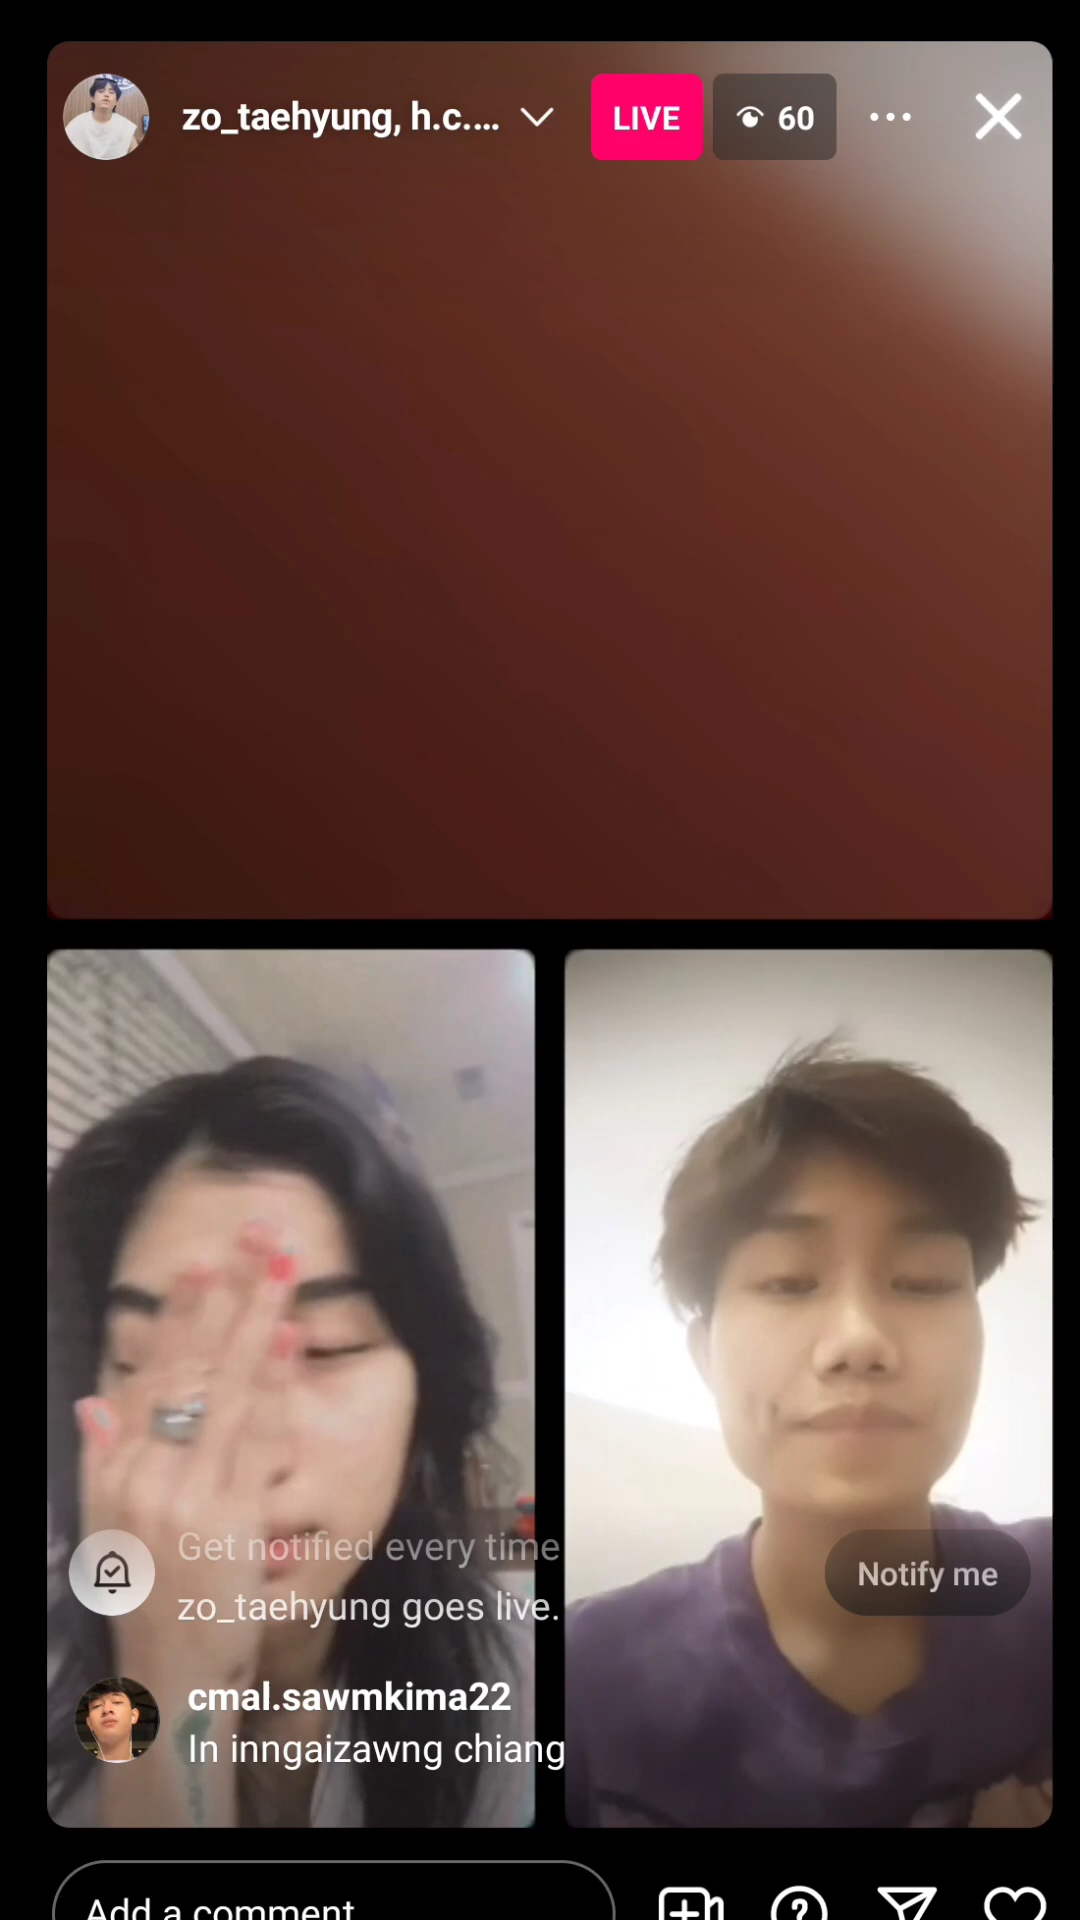 zo_taehyung, h.c....
LIVE
60
Get notified every time
zo_taehyung goes live.
Notify me
cmal.sawmkima22
In inngaizawng chiang
Add a comment